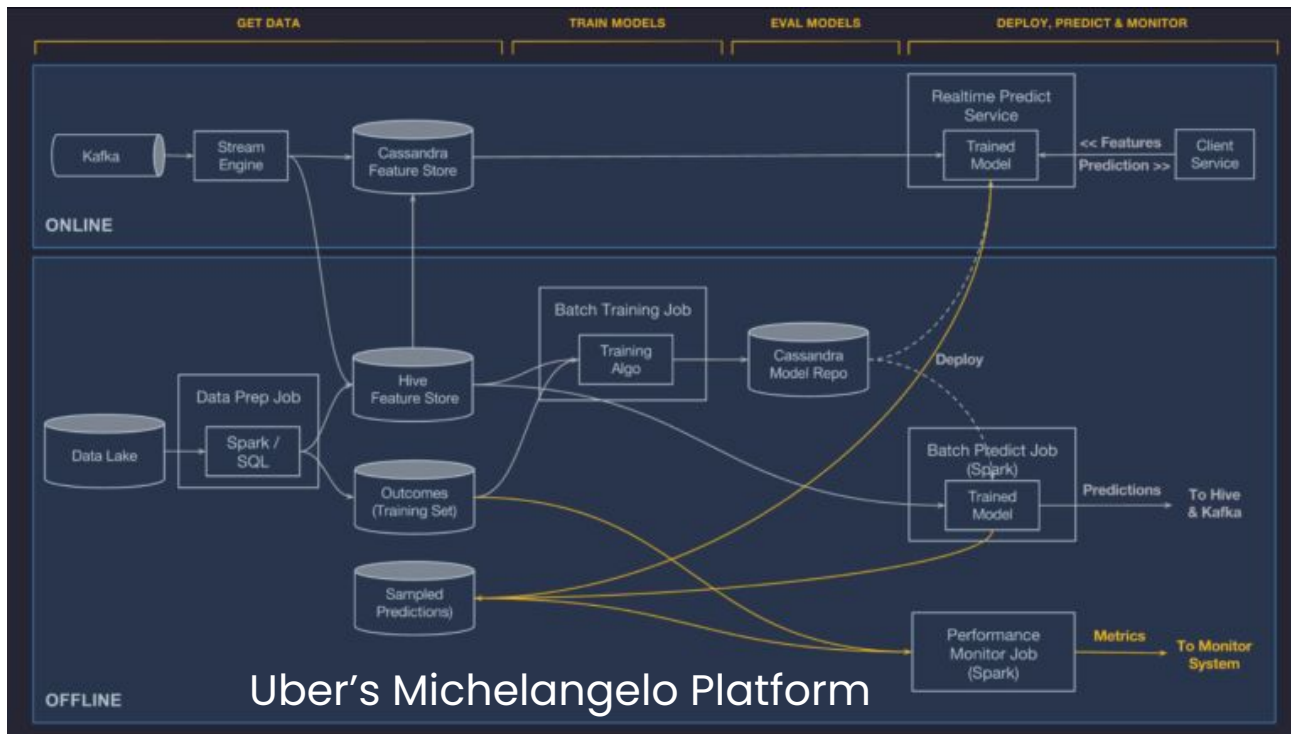 GET DATA
TRAIN MODELS
EVAL MODELS
DEPLOY, PREDICT & MONITOR
Realtime Predict
Service
Kafka
Stream
Engine
Cassandra
Feature Store
Trained
Model
<< Features
Prediction >>
Client
Service
ONLINE
Batch Training Job
Training
Algo
Cassandra
Model Repo
Deploy
Hive
Feature Store
Data Prep Job
Data Lake
Spark /
SQL
Batch Predict Job
(Spark)
Trained
Model
Predictions
To Hive
& Kafka
Outcomes
(Training Set)
Sampled
Predictions)
Performance
Monitor Job
(Spark)
Metrics
To Monitor
System
OFFLINE
Uber’s Michelangelo Platform